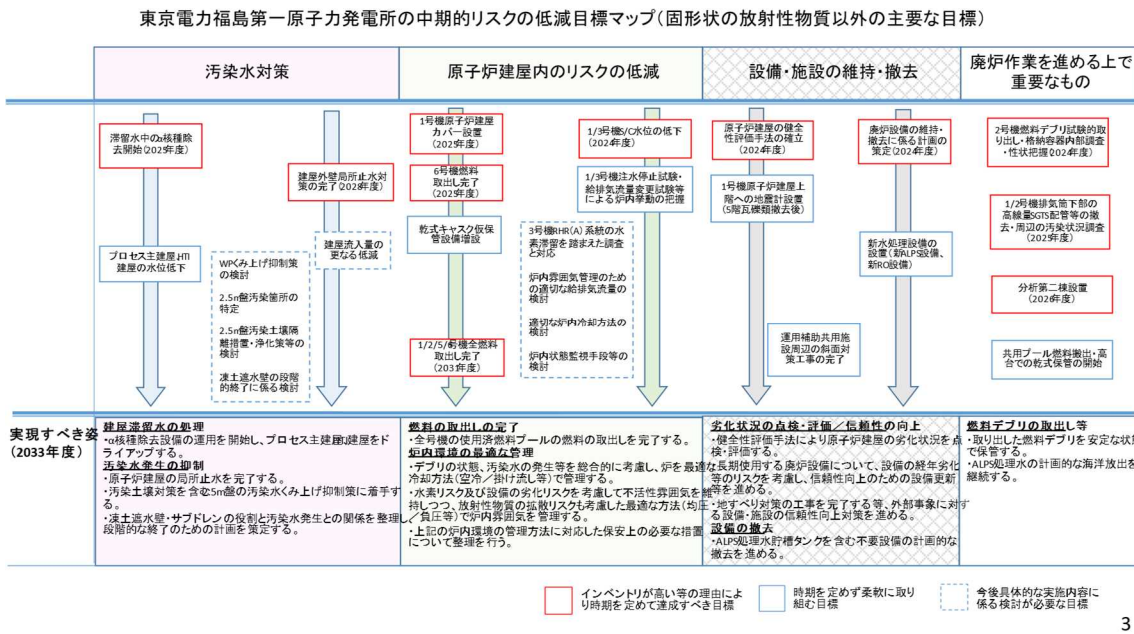 東京電力福島第一原子力発電所の中期的リスクの低減目標マップ（固形状の放射性物質以外の主要な目標）
汚染水対策
原子炉建屋内のリスクの低減
設備・施設の維持・撤去
廃炉作業を進める上で
重要なもの
滞留水中のα核種除
去開始(2025年度)
建屋外壁局所止水対
策の完了(2028年度)
プロセス主建屋,HTI
建屋の水位低下
WPくみ上げ抑制策
の検討
2.5m盤汚染箇所の
特定
2.5m盤汚染土壌隔
離措置・浄化策等の
検討
凍土遮水壁の段階
的終了に係る検討
建屋流入量の
更なる低減
1号機原子炉建屋
カバー設置
(2025年度)
6号機燃料
取出し完了
(2025年度)
乾式キャスク仮保
管設備増設
1/2/5/6号機全燃料
取出し完了
(2031年度)
1/3号機S/C水位の低下
(2024年度)
1/3号機注水停止試験・
給排気流量変更試験等
による炉内挙動の把握
3号機RHR(A)系統の水
素滞留を踏まえた調査
と対応
炉内雰囲気管理のため
の適切な給排気流量の
検討
適切な炉内冷却方法の
検討
炉内状態監視手段等の
検討
原子炉建屋の健全
性評価手法の確立
(2024年度)
1号機原子炉建屋上
階への地震計設置
(5階瓦礫類撤去後)
運用補助共用施
設周辺の斜面対
策工事の完了
廃炉設備の維持・
撤去に係る計画の
策定(2024年度)
新水処理設備の
設置(新ALPS設備、
新RO設備)
2号機燃料デブリ試験的取
り出し・格納容器内部調査
・性状把握(2024年度)
1/2号機排気筒下部の
高線量SGTS配管等の撤
去・周辺の汚染状況調査
(2025年度)
分析第二棟設置
(2026年度)
共用プール燃料搬出・高
台での乾式保管の開始
実現すべき姿
(2033年度)
建屋滞留水の処理
・α核種除去設備の運用を開始し、プロセス主建屋,HTI建屋をド
ライアップする。
汚染水発生の抑制
・原子炉建屋の局所止水を完了する。
・汚染土壌対策を含む2.5m盤の汚染水くみ上げ抑制策に着手す
る。
・凍土遮水壁・サブドレンの役割と汚染水発生との関係を整理し、
段階的な終了のための計画を策定する。
燃料の取出しの完了
・全号機の使用済燃料プールの燃料の取出しを完了する。
炉内環境の最適な管理
・デブリの状態、汚染水の発生等を総合的に考慮し、炉を最適な
冷却方法(空冷／掛け流し等)で管理する。
・水素リスク及び設備の劣化リスクを考慮して不活性雰囲気を維
持しつつ、放射性物質の拡散リスクも考慮した最適な方法(均圧
／負圧等)で炉内雰囲気を管理する。
・上記の炉内環境の管理方法に対応した保安上の必要な措置
について整理を行う。
劣化状況の点検・評価／信頼性の向上
・健全性評価手法により原子炉建屋の劣化状況を点
検・評価する。
・長期使用する廃炉設備について、設備の経年劣化
等のリスクを考慮し、信頼性向上のための設備更新
等を進める。
・地すべり対策の工事を完了する等、外部事象に対す
る設備・施設の信頼性向上対策を進める。
設備の撤去
・ALPS処理水貯槽タンクを含む不要設備の計画的な
撤去を進める。
燃料デブリの取出し等
・取り出した燃料デブリを安定な状態
で保管する。
・ALPS処理水の計画的な海洋放出を
継続する。
インベントリが高い等の理由によ
り時期を定めて達成すべき目標
時期を定めず柔軟に取り
組む目標
今後具体的な実施内容に
係る検討が必要な目標
3